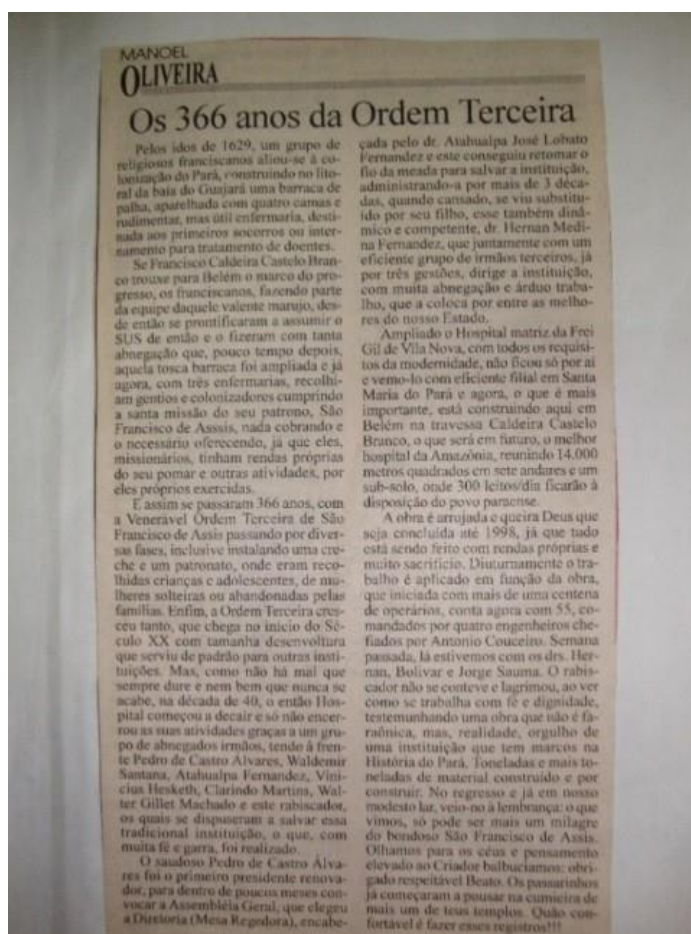 MANOEL
OLIVEIRA
Os 366 anos da Ordem Terceira
Pelos idos de 1629, um grupo de
religiosos franciscanos aliou-se à co-
lonização do Pará, construindo no lito-
ral da baía do Guajará uma barraca de
palha, aparelhada com quatro camas e
rudimentar, mas útil enfermaria, desti-
nada aos primeiros socorros ou inter-
namento para tratamento de doentes.
Se Francisco Caldeira Castelo Bran-
co trouxe para Belém o marco do pro-
gresso, os franciscanos, fazendo parte
da equipe daquele valente marujo, des-
de então se prontificaram a assumir o
SUS de então e o fizeram com tanta
abnegação que, pouco tempo depois,
aquela tosca barraca foi ampliada e já
agora, com três enfermarias, recolhi-
am gentios e colonizadores cumprindo
a santa missão do seu patrono, São
Francisco de Asssis, nada cobrando e
o necessário oferecendo, já que eles,
missionários, tinham rendas próprias
do seu pomar e outras atividades, por
eles próprios exercidas.
E assim se passaram 366 anos, com
a Venerável Ordem Terceira de São
Francisco de Assis passando por diver-
sas fases, inclusive instalando uma cre-
che e um patronato, onde eram reco-
lhidas crianças e adolescentes, de mu-
lheres solteiras ou abandonadas pelas
famílias. Enfim, a Ordem Terceira cres-
ceu tanto, que chega no início do Sé-
culo XX com tamanha desenvoltura
que serviu de padrão para outras insti-
tuições. Mas, como não há mal que
sempre dure e nem bem que nunca se
acabe, na década de 40, o então Hos-
pital começou a decair e só não encer-
rou as suas atividades graças a um gru-
po de abnegados irmãos, tendo à fren-
te Pedro de Castro Álvares, Waldemir
Santana, Atahualpa Fernandez, Viní-
cius Hesketh, Clarindo Martins, Wal-
ter Gillet Machado e este rabiscador,
os quais se dispuseram a salvar essa
tradicional instituição, o que, com
muita fé e garra, foi realizado.
O saudoso Pedro de Castro Álva-
res foi o primeiro presidente renova-
dor, para dentro de poucos meses con-
vocar a Assembléia Geral, que elegeu
a Diretoria (Mesa Regedora), encabe-
çada pelo dr. Atahualpa José Lobato
Fernandez e este conseguiu retomar o
fio da meada para salvar a instituição,
administrando-a por mais de 3 déca-
das, quando cansado, se viu substitu-
ído por seu filho, esse também dinâ-
mico e competente, dr. Hernan Medi-
na Fernandez, que juntamente com um
eficiente grupo de irmãos terceiros, já
por três gestões, dirige a instituição,
com muita abnegação e árduo traba-
lho, que a coloca por entre as melho-
res do nosso Estado.
Ampliado o Hospital matriz da Frei
Gil de Vila Nova, com todos os requisi-
tos da modernidade, não ficou só por aí
e vemo-lo com eficiente filial em Santa
Maria do Pará e agora, o que é mais
importante, está construindo aqui em
Belém na travessa Caldeira Castelo
Branco, o que será em futuro, o melhor
hospital da Amazônia, reunindo 14.000
metros quadrados em sete andares e um
sub-solo, onde 300 leitos/dia ficarão à
disposição do povo paraense.
A obra é arrojada e queira Deus que
seja concluída até 1998, já que tudo
está sendo feito com rendas próprias e
muito sacrifício. Diuturnamente o tra-
balho é aplicado em função da obra,
que iniciada com mais de uma centena
de operários, conta agora com 55, co-
mandados por quatro engenheiros che-
fiados por Antonio Couceiro. Semana
passada, lá estivemos com os drs. Her-
nan, Bolivar e Jorge Sauma. O rabis-
cador não se conteve e lagrimou, ao ver
como se trabalha com fé e dignidade,
testemunhando uma obra que não é fa-
raônica, mas, realidade, orgulho de
uma instituição que tem marcos na
História do Pará. Toneladas e mais to-
neladas de material construído e por
construir. No regresso e já em nosso
modesto lar, veio-no à lembrança: o que
vimos, só pode ser mais um milagre
do bondoso São Francisco de Assis.
Olhamos para os céus e pensamento
elevado ao Criador balbuciamos: obri-
gado respeitável Beato. Os passarinhos
já começaram a pousar na cumieira de
mais um de teus templos. Quão con-
fortável é fazer esses registros!!!